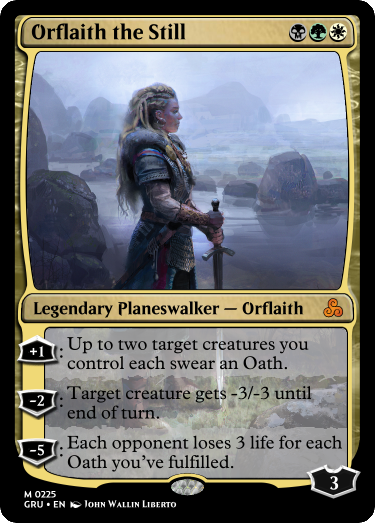 Orflaith the Still
Legendary Planeswalker — Orflaith
+1: Up to two target creatures you
control each swear an Oath.
-2: Target creature gets -3/-3 until
end of turn.
-5: Each opponent loses 3 life for each
Oath you've fulfilled.
3
M 0225
GRU • EN John Wallin Liberto